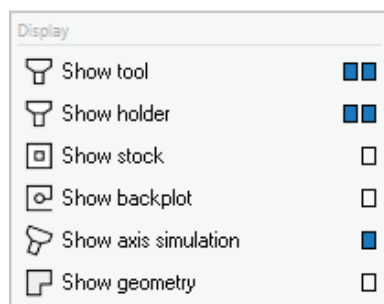 Display
Show tool
Show holder
Show stock
Show backplot
Show axis simulation
Show geometry